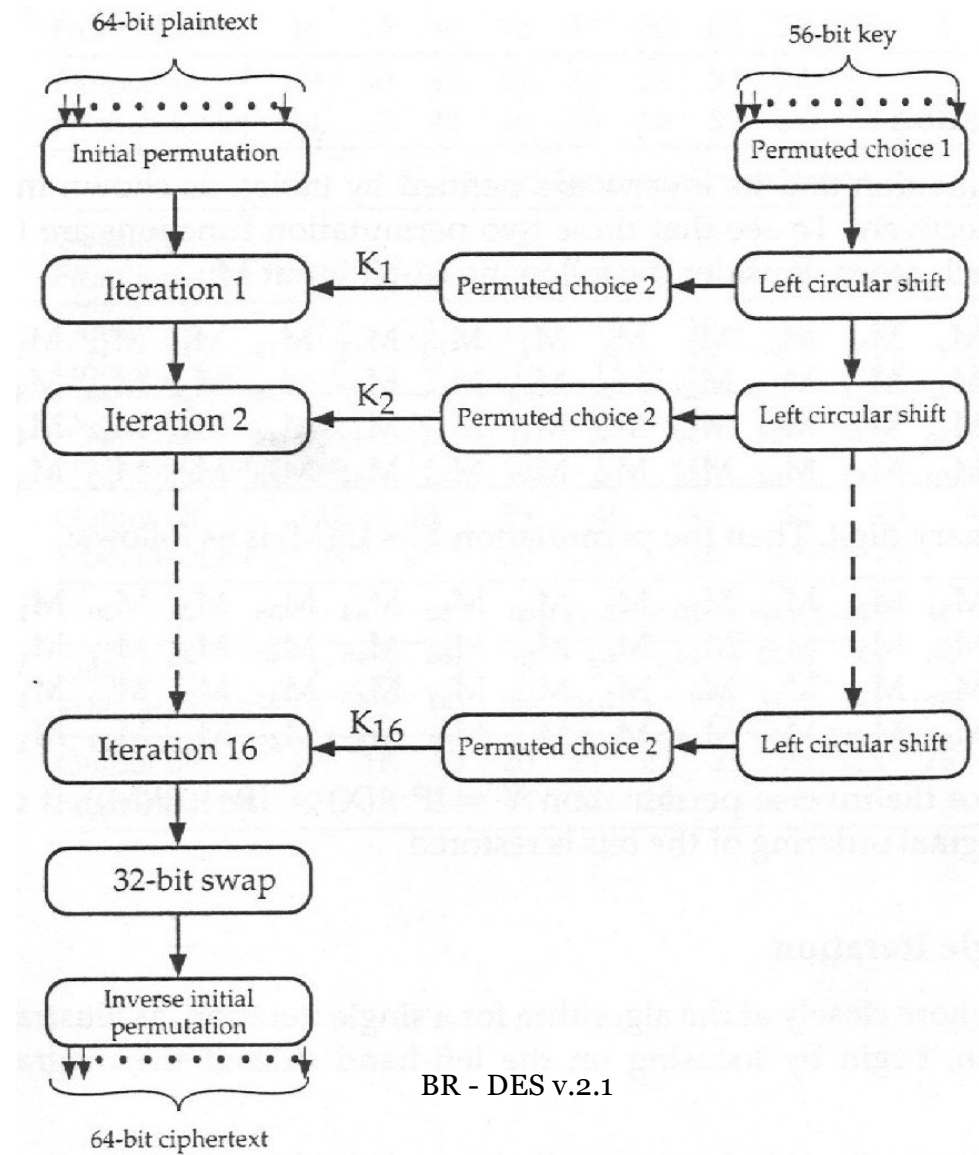 64-bit plaintext
56-bit key
Initial permutation
Permuted choice 1
Iteration 1
K1
Permuted choice 2
Left circular shift
Iteration 2
K2
Permuted choice 2
Left circular shift
Iteration 16
K16
Permuted choice 2
Left circular shift
32-bit swap
Inverse initial
permutation
BR - DES v.2.1
64-bit ciphertext